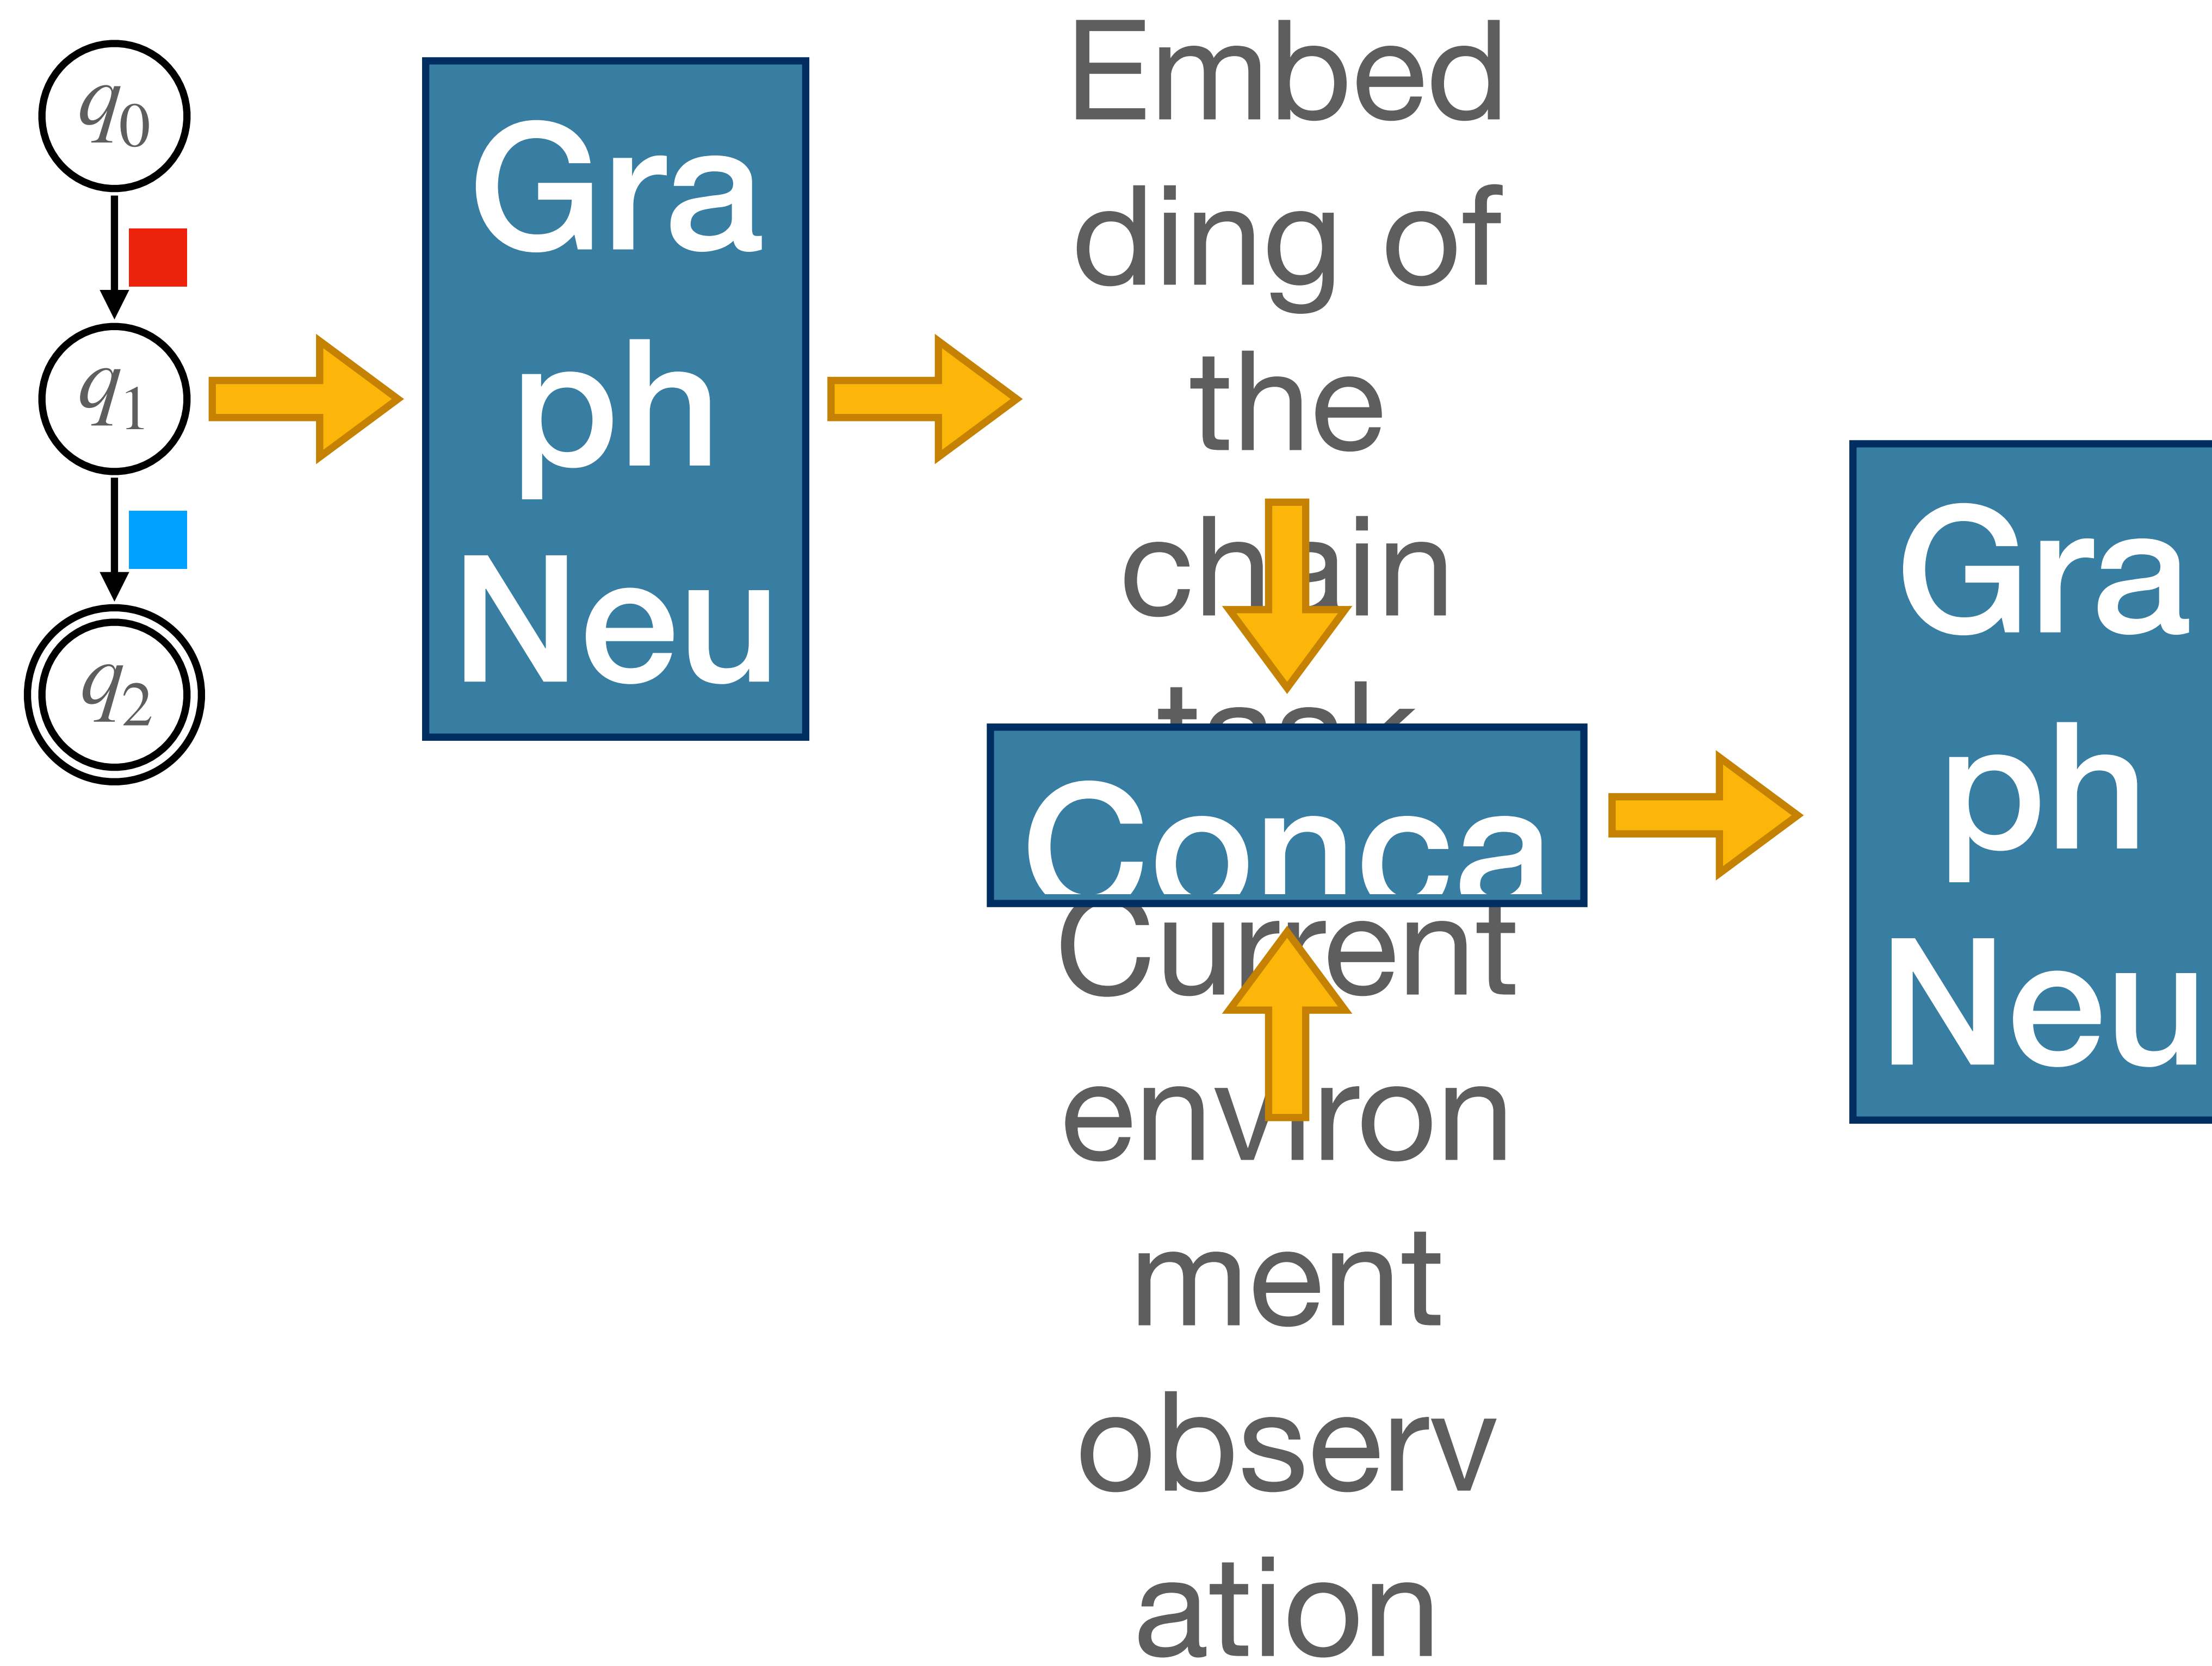 q0
q1
q2
Gra
ph
Neu
Embed
ding of
the
chain
task
Conca
Current
environ
ment
observ
ation
Gra
ph
Neu